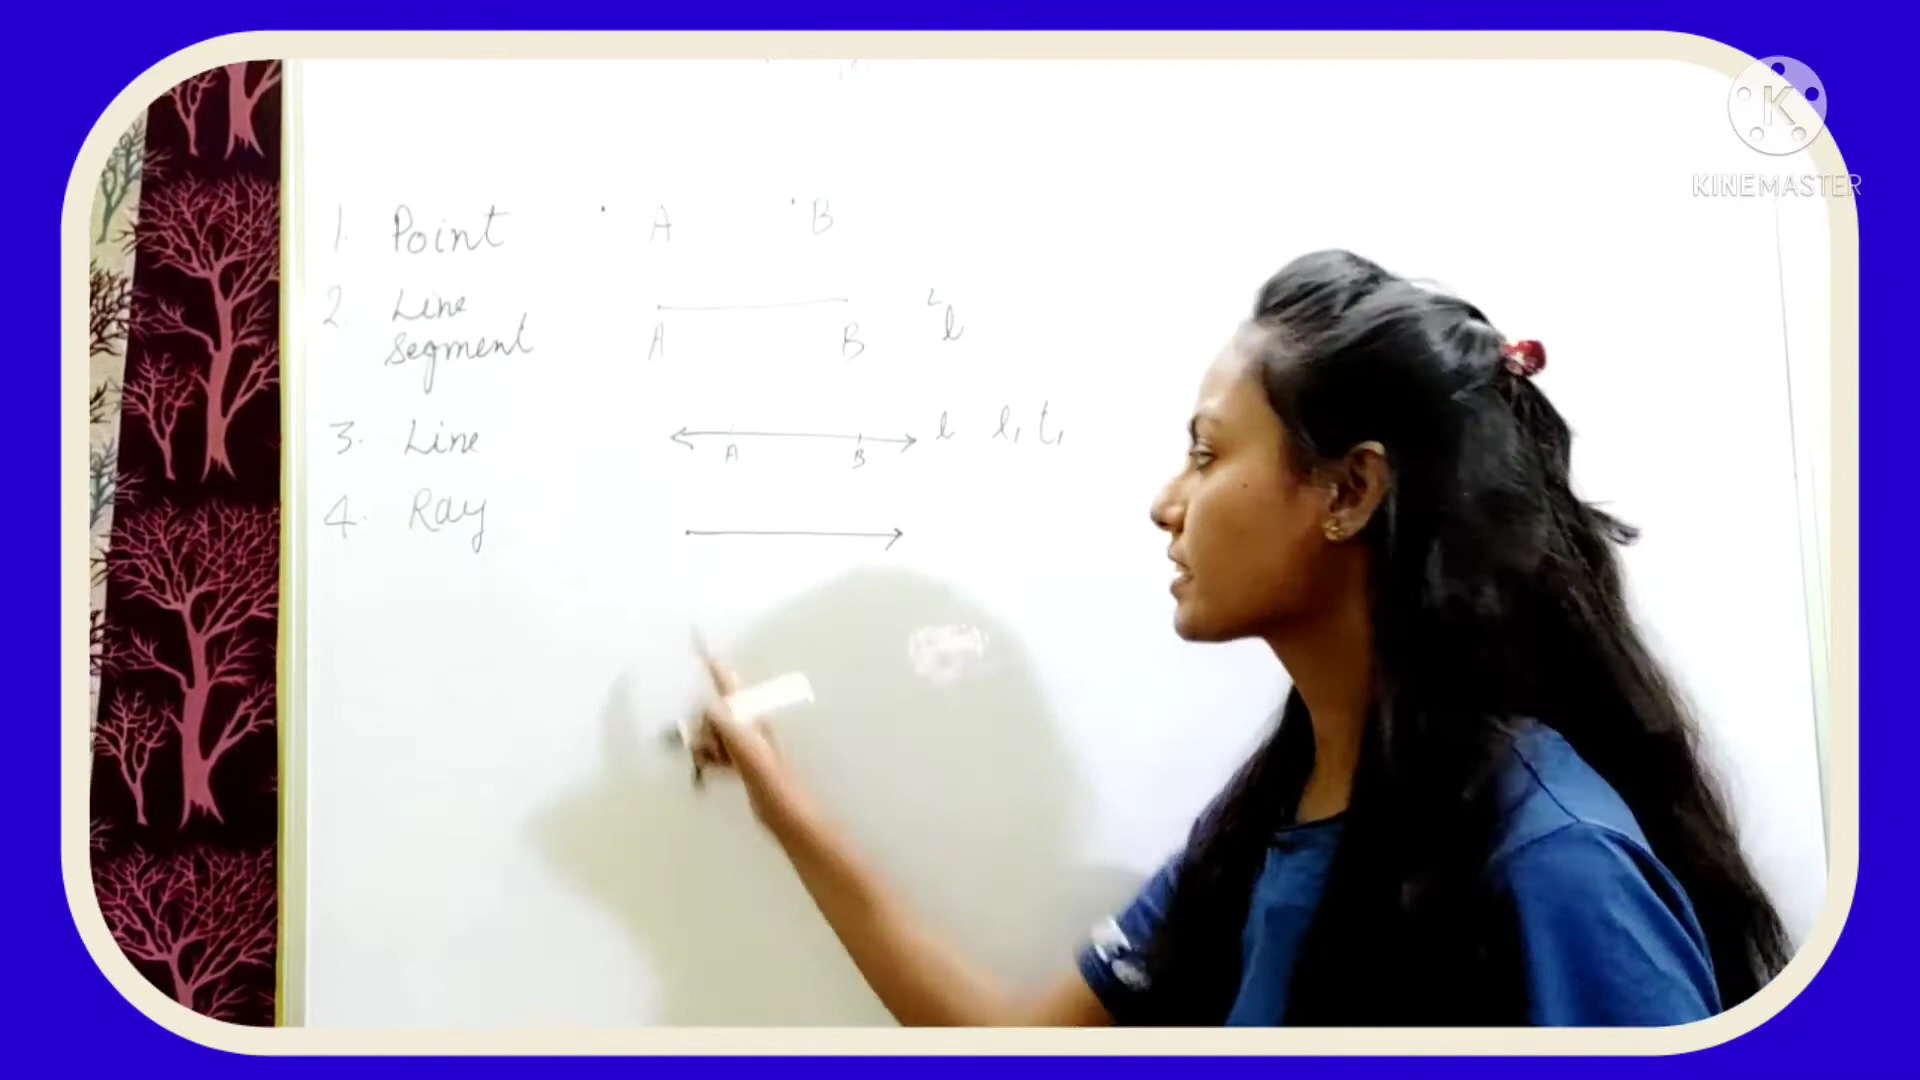 1. Point . A . B
2. Line
Segment A B l
3. Line A B l l, t,
4. Ray
KINEMASTER